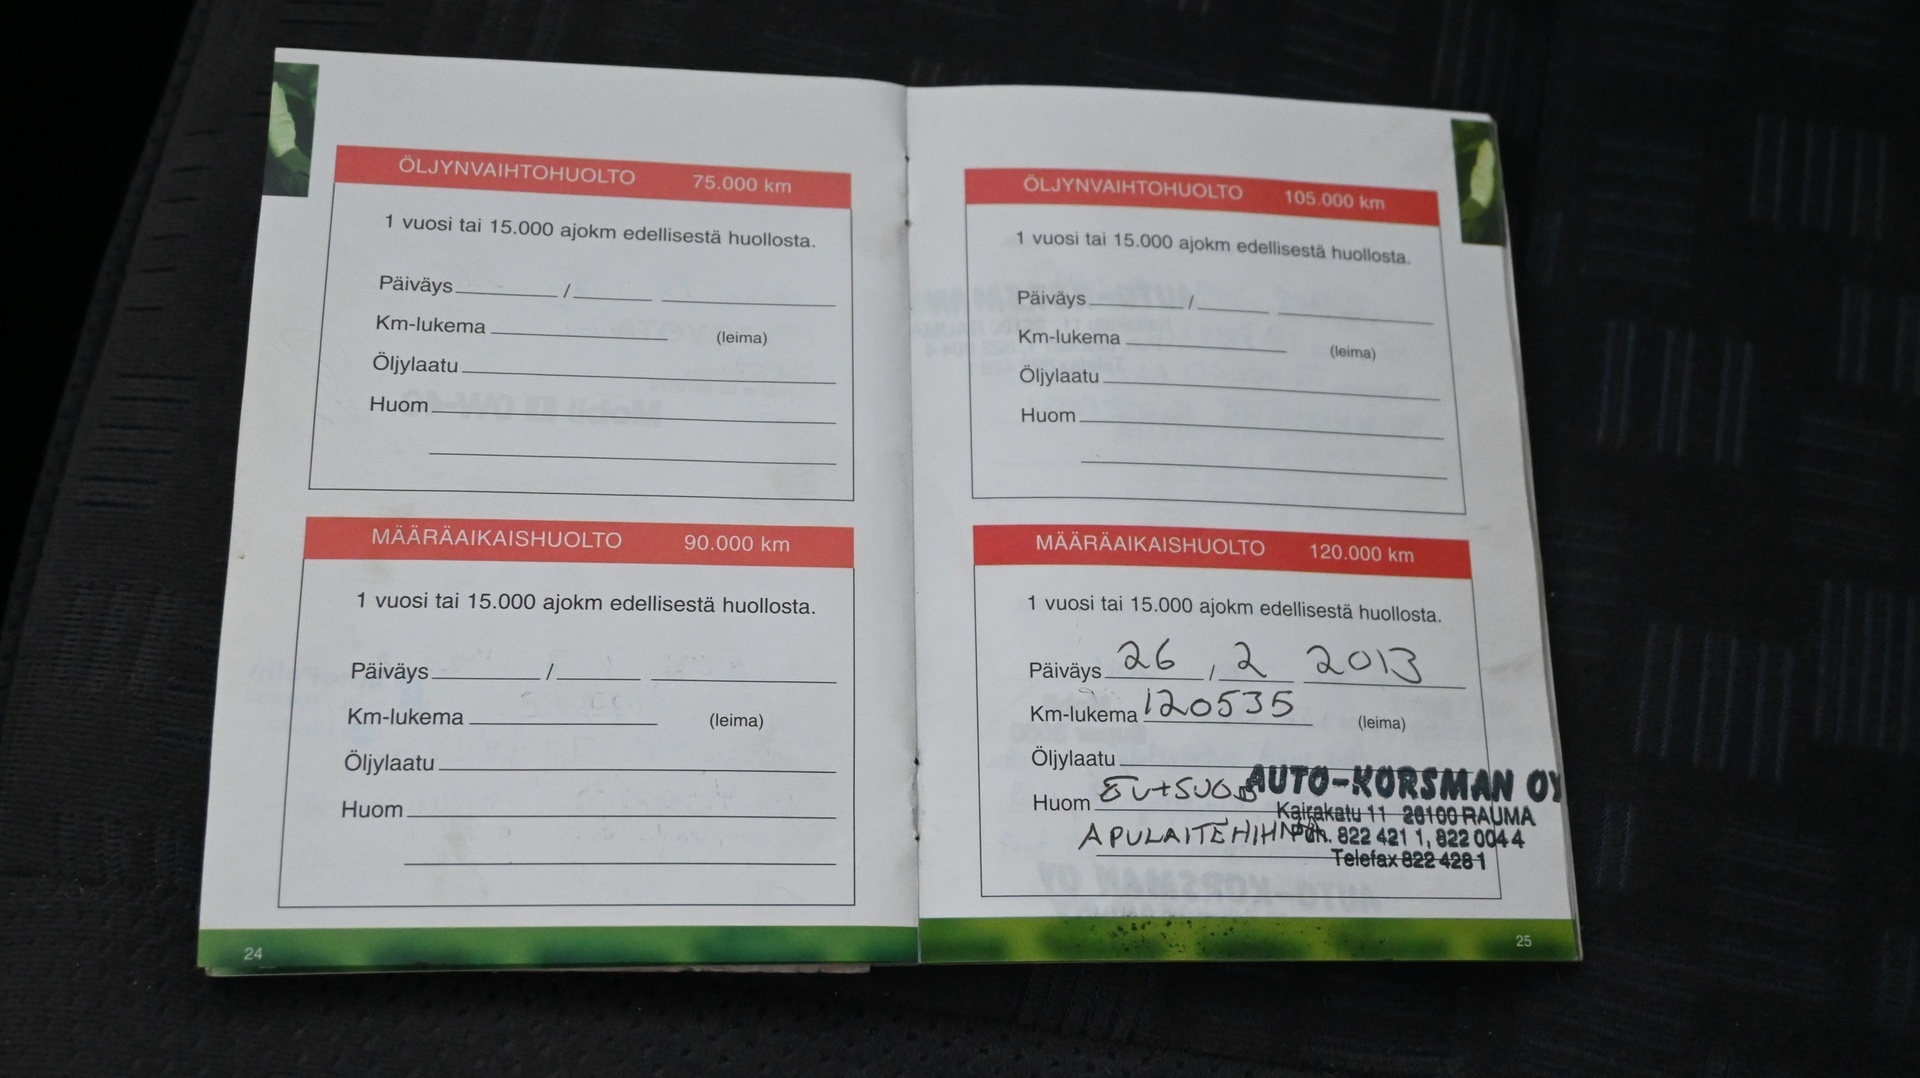 ÖLJYNVAIHTOHUOLTO 75.000 km
1 vuosi tai 15.000 ajokm edellisestä huollosta.
Päiväys / 
Km-lukema (leima)
Öljylaatu
Huom
MÄÄRÄAIKAISHUOLTO 90.000 km
1 vuosi tai 15.000 ajokm edellisestä huollosta.
Päiväys /
Km-lukema (leima)
Öljylaatu
Huom
24
ÖLJYNVAIHTOHUOLTO 105.000 km
1 vuosi tai 15.000 ajokm edellisestä huollosta.
Päiväys /
Km-lukema (leima)
Öljylaatu
Huom
MÄÄRÄAIKAISHUOLTO 120.000 km
1 vuosi tai 15.000 ajokm edellisestä huollosta.
Päiväys 26 / 2 2013
Km-lukema 120535 (leima)
Öljylaatu
AUTO-KORSMAN OY
Huom
Kairakatu 11 26100 RAUMA
APULAITEHIHNA
Puh. 822 421 1, 822 004 4
Telefax 822 428 1
25